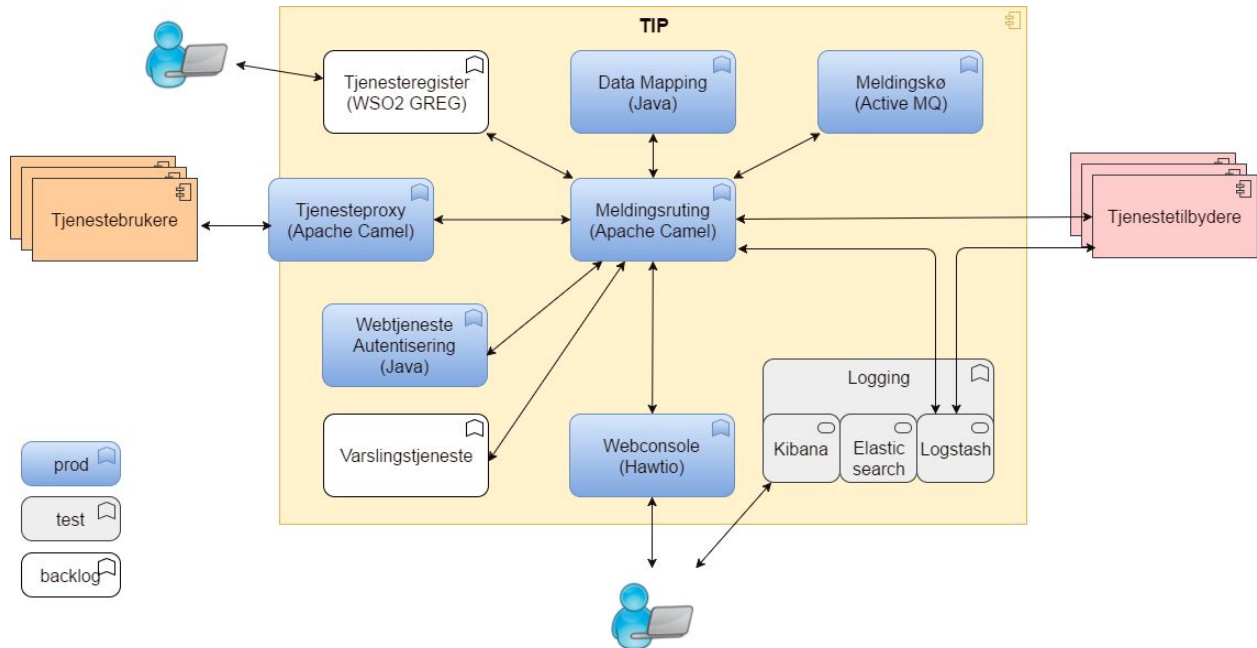 TIP
Tjenesteregister
(WSO2 GREG)
Data Mapping
(Java)
Meldingskø
(Active MQ)
Tjenestebrukere
Tjenesteproxy
(Apache Camel)
Meldingsruting
(Apache Camel)
Tjenestetilbydere
Webtjeneste
Autentisering
(Java)
Logging
Kibana
Elastic
search
Logstash
Varslingstjeneste
Webconsole
(Hawtio)
prod
test
backlog